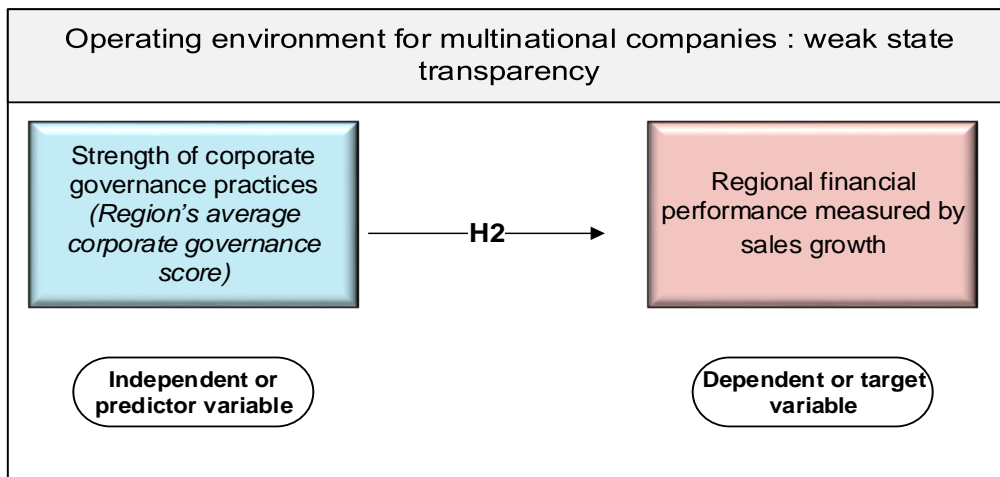 Operating environment for multinational companies : weak state
transparency
Strength of corporate
governance practices
(Region's average
corporate governance
score)
H2
Regional financial
performance measured by
sales growth
Independent or
predictor variable
Dependent or target
variable